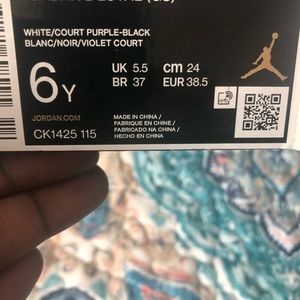 WHITE/COURT PURPLE-BLACK
BLANC/NOIR/VIOLET COURT
6Y
UK 5.5 cm 24
BR 37 EUR 38.5
JORDAN.COM
CK1425 115
MADE IN CHINA /
FABRIQUE EN CHINE /
FABRICADO NA CHINA /
HECHO EN CHINA